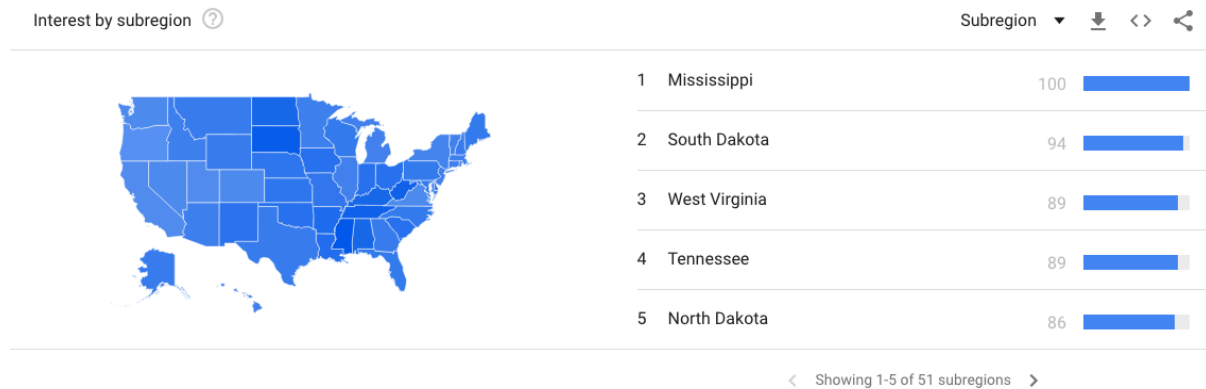 Interest by subregion ?
Subregion
1 Mississippi 100
2 South Dakota 94
3 West Virginia 89
4 Tennessee 89
5 North Dakota 86
Showing 1-5 of 51 subregions